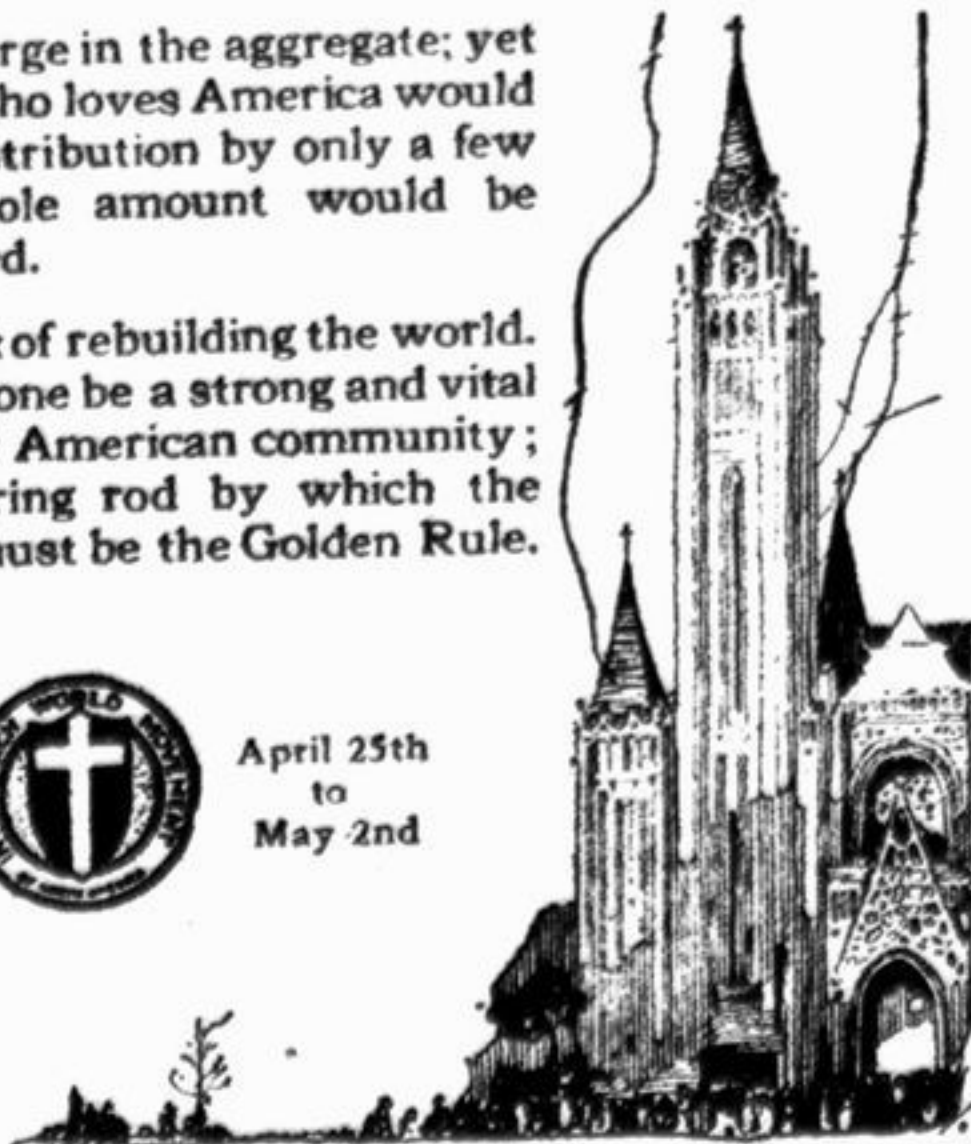 rge in the aggregate; yet
ho loves America would
tribution by only a few
ole amount would be
d.
of rebuilding the world.
one be a strong and vital
American community;
ring rod by which the
ust be the Golden Rule.
WORLD MOVEMENT
April 25th
to
May 2nd